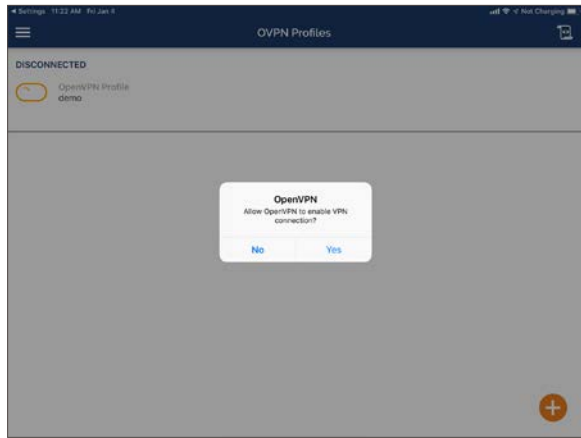 Settings 11:22 AM Fri Jan 4
Not Charging
OVPN Profiles
DISCONNECTED
OpenVPN Profile
demo
OpenVPN
Allow OpenVPN to enable VPN
connection?
No Yes